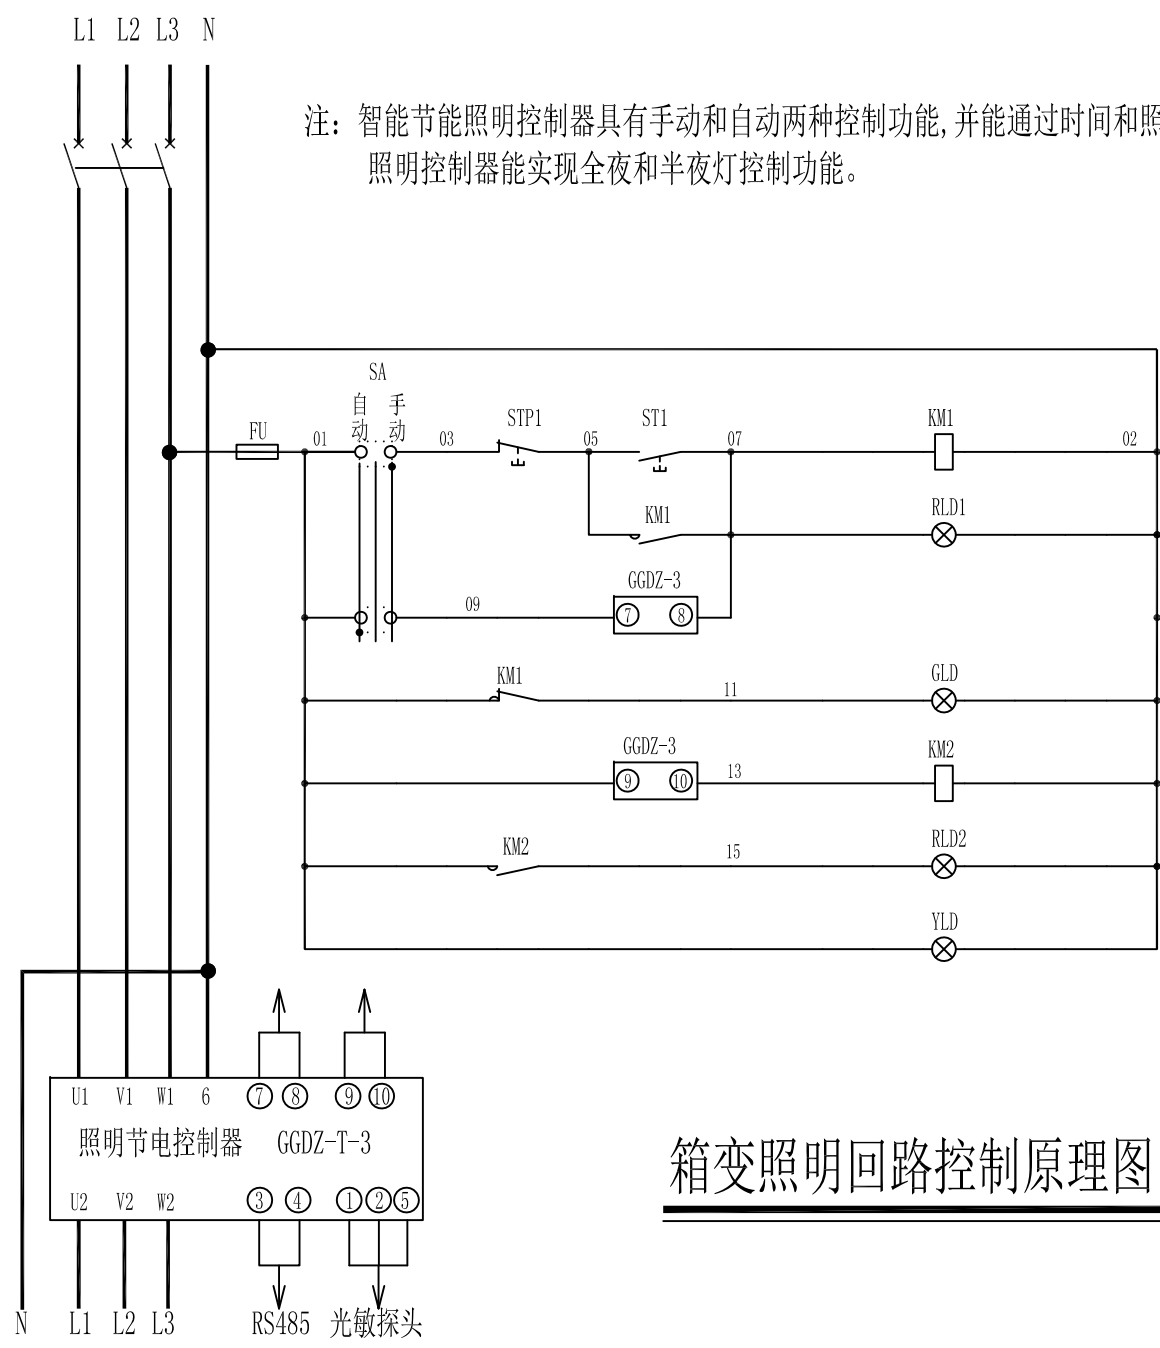 L1 L2 L3 N
注：智能节能照明控制器具有手动和自动两种控制功能,并能通过时间和照
照明控制器能实现全夜和半夜灯控制功能。
SA
自动 手动
FU 01 03 STP1 05 ST1 07 KM1 02
KM1 RLD1
GGDZ-3
09 7 8
KM1 11 GLD
GGDZ-3 KM2
9 10 13
KM2 15 RLD2
YLD
U1 V1 W1 6 7 8 9 10
照明节电控制器 GGDZ-T-3
U2 V2 W2 3 4 1 2 5
N L1 L2 L3 RS485 光敏探头
箱变照明回路控制原理图